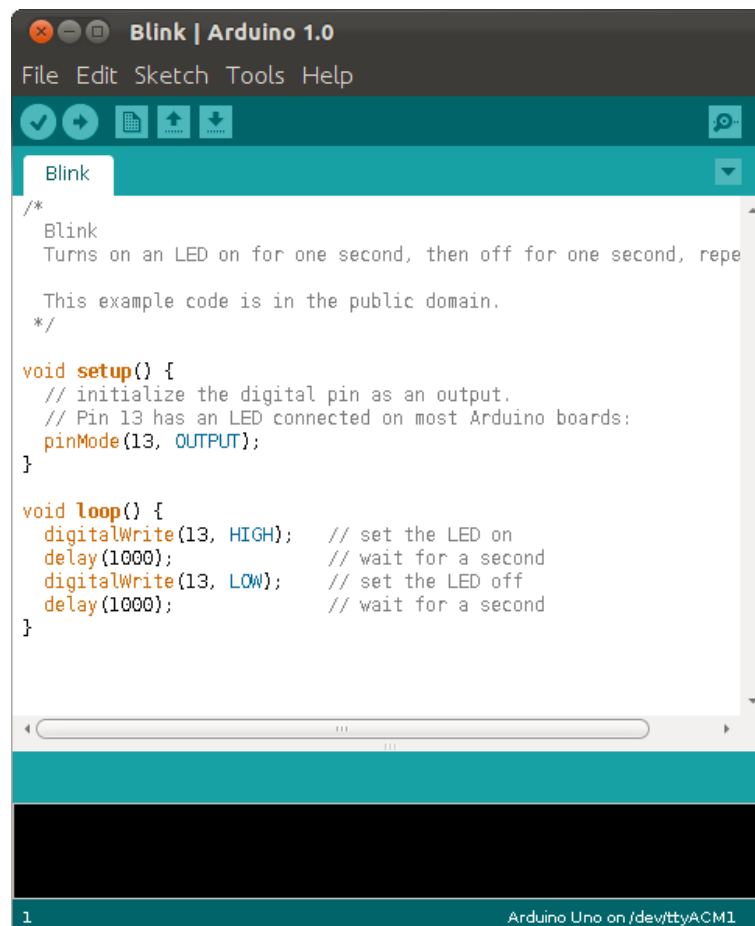 Blink | Arduino 1.0
File Edit Sketch Tools Help
Blink
/*
  Blink
  Turns on an LED on for one second, then off for one second, repe

  This example code is in the public domain.
 */

void setup() {
  // initialize the digital pin as an output.
  // Pin 13 has an LED connected on most Arduino boards:
  pinMode(13, OUTPUT);
}

void loop() {
  digitalWrite(13, HIGH);   // set the LED on
  delay(1000);              // wait for a second
  digitalWrite(13, LOW);    // set the LED off
  delay(1000);              // wait for a second
}
1 Arduino Uno on /dev/ttyACM1